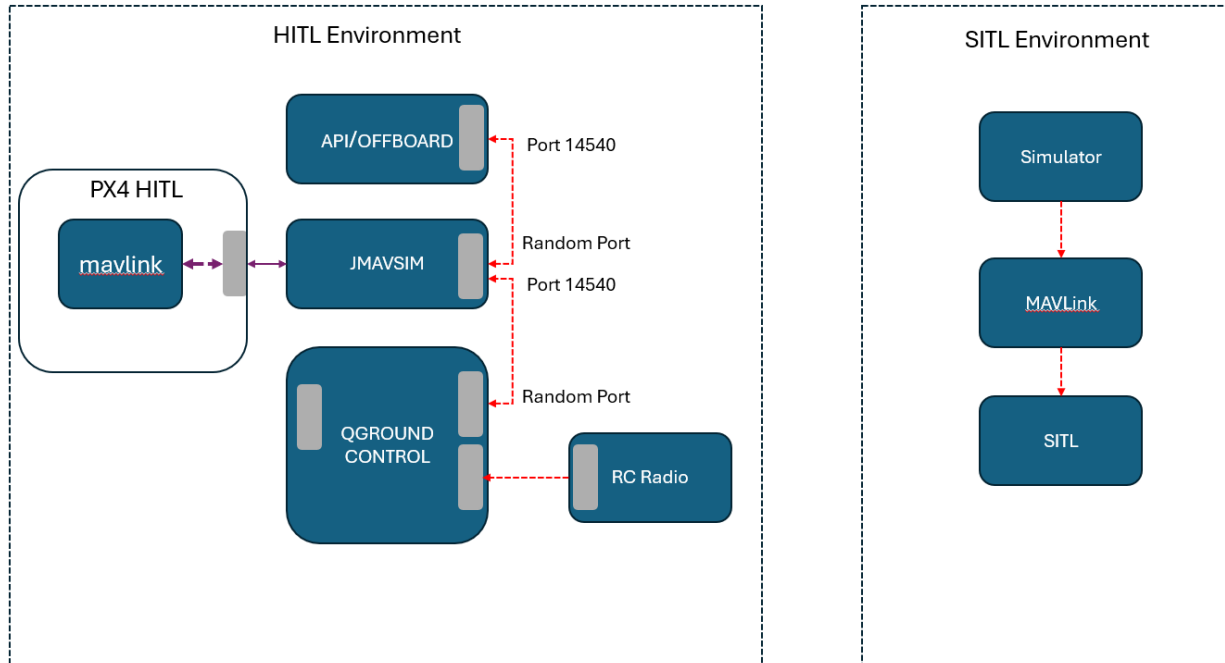 HITL Environment
SITL Environment
API/OFFBOARD
Port 14540
Simulator
PX4 HITL
mavlink
JMAVSIM
Random Port
Port 14540
MAVLink
QGROUND
CONTROL
Random Port
RC Radio
SITL